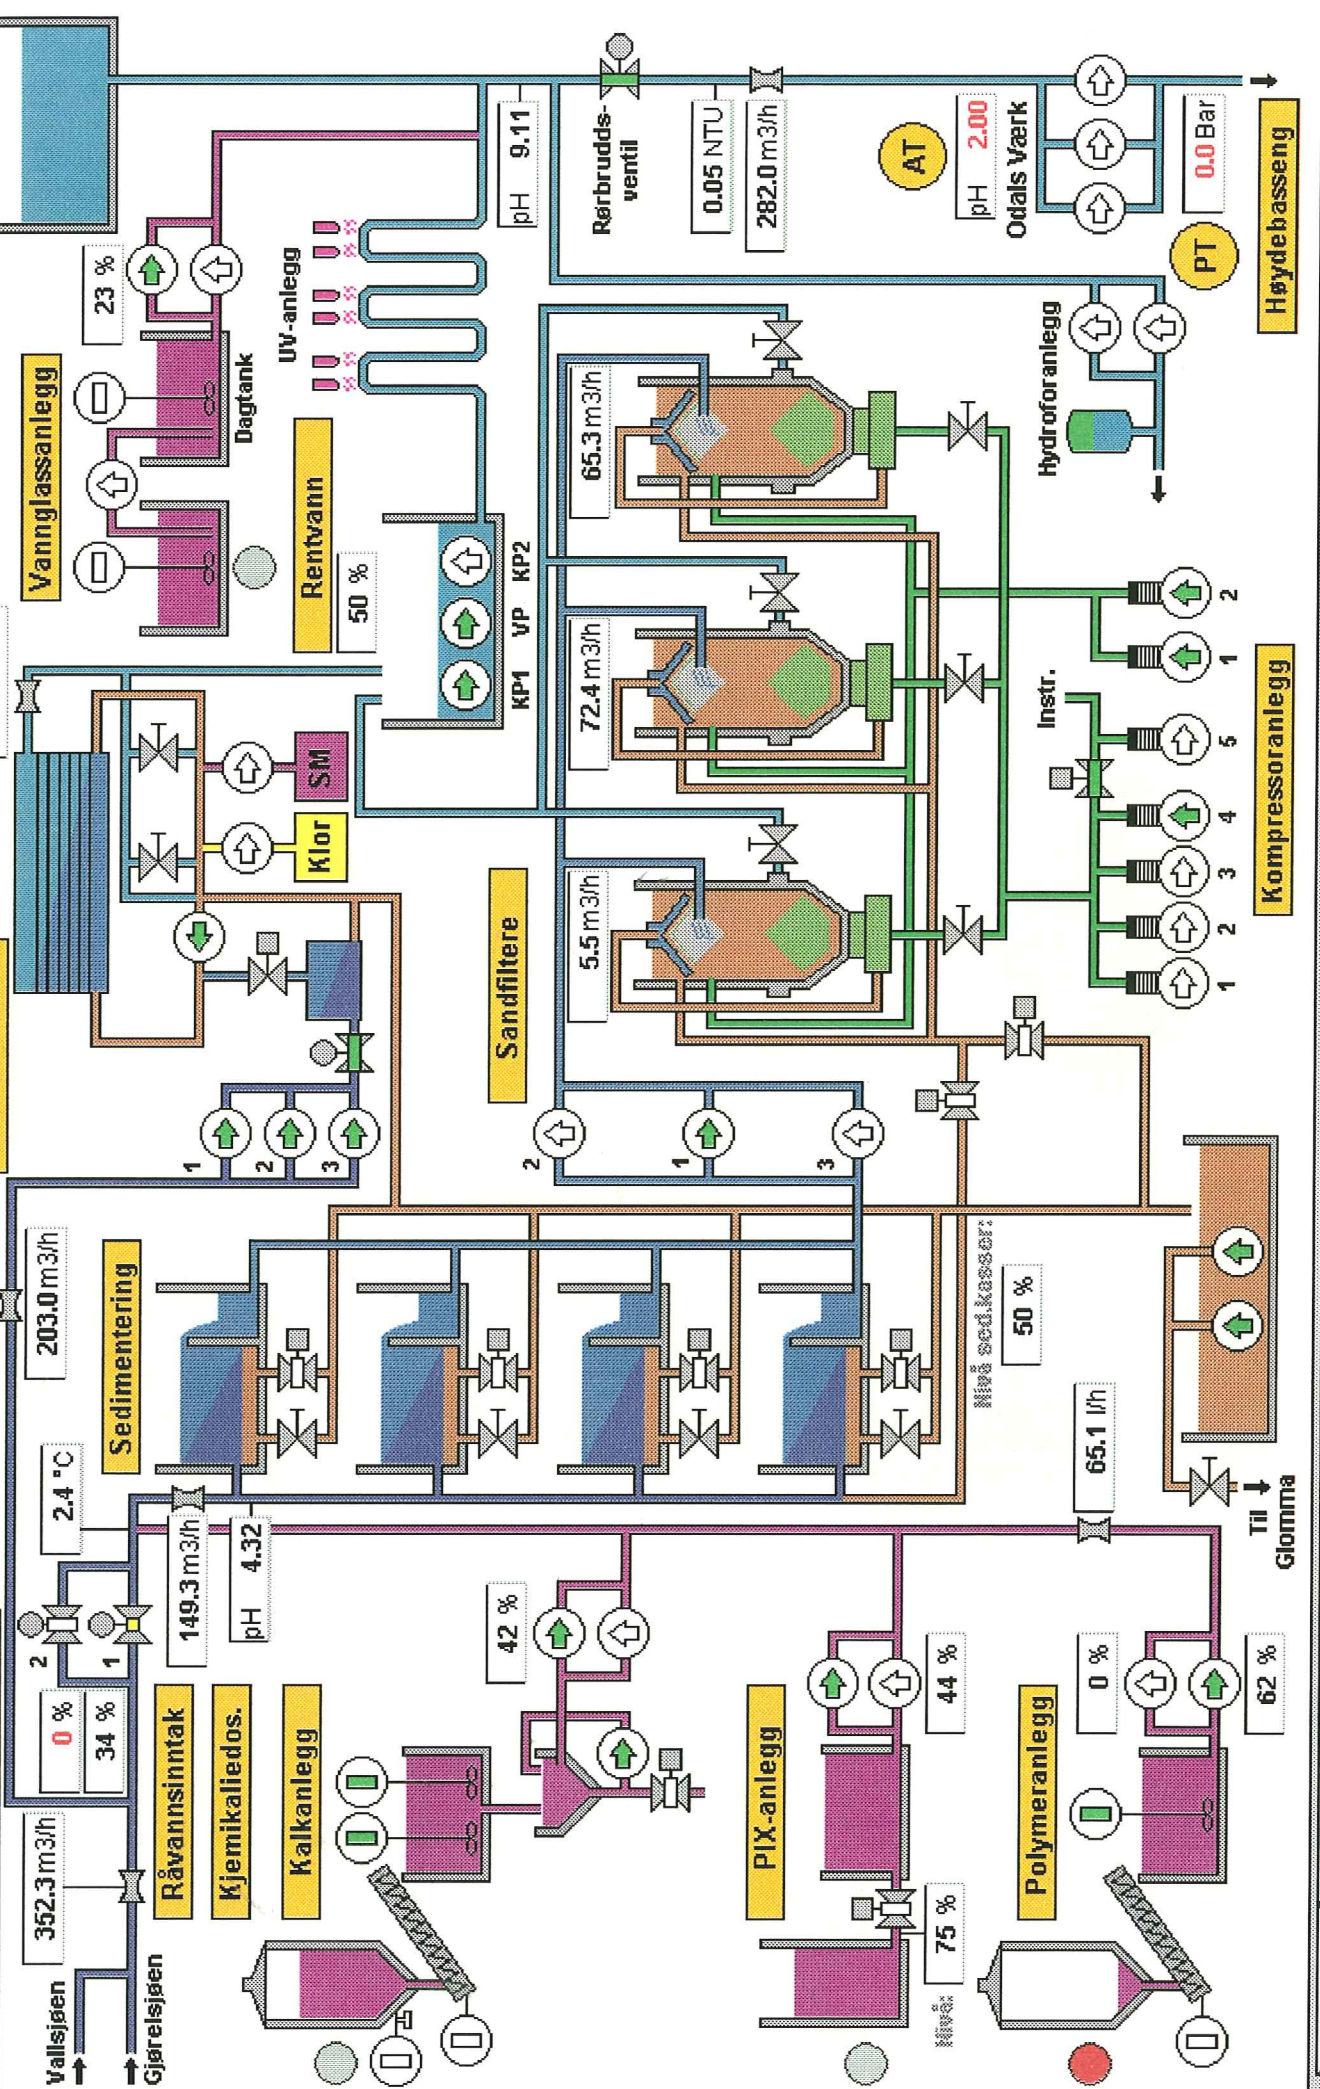 Vallsjøen
Gjørelsjøen
352.3 m3/h
Råvannsintak
Kjemikaliedos.
0 %
34 %
2
1
2.4 °C
149.3 m3/h
pH 4.32
203.0 m3/h
Sedimentering
1
2
3
Klor
SM
Vannglassanlegg
Dagtank
23 %
Rentvann
50 %
KP1
VP
KP2
UV-anlegg
pH 9.11
Rørbrudds-
ventil
0.05 NTU
282.0 m3/h
AT
pH 2.00
Odals Værk
0.0 Bar
PT
Høydebasseng
Hydroforanlegg
Sandfiltere
5.5 m3/h
72.4 m3/h
65.3 m3/h
2
1
3
Instr.
1
2
3
4
5
1
2
Kompressoranlegg
Nivå sed.kasser:
50 %
Kalkanlegg
42 %
PIX-anlegg
44 %
Nivå:
75 %
Polymeranlegg
0 %
62 %
65.1 l/h
Til
Glomma